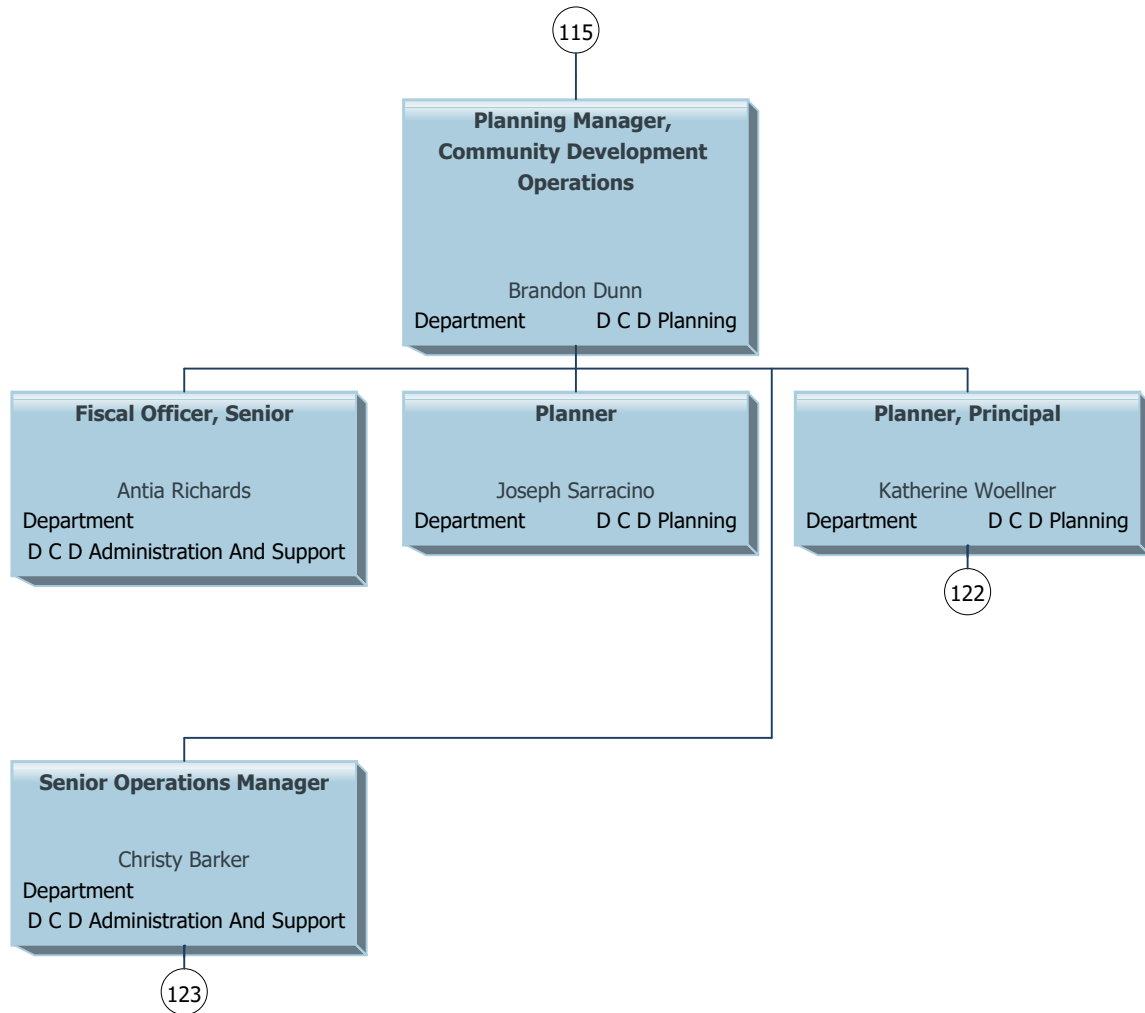 115
Planning Manager,
Community Development
Operations
Brandon Dunn
Department D C D Planning
Fiscal Officer, Senior
Antia Richards
Department
D C D Administration And Support
Planner
Joseph Sarracino
Department D C D Planning
Planner, Principal
Katherine Woellner
Department D C D Planning
122
Senior Operations Manager
Christy Barker
Department
D C D Administration And Support
123